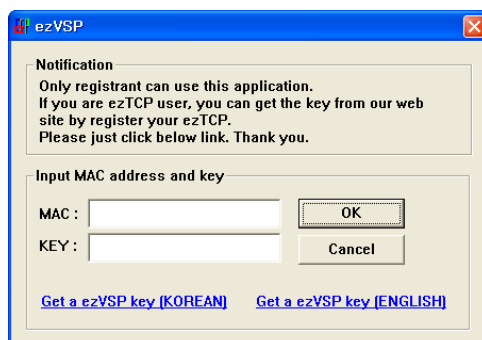 ezVSP
Notification
Only registrant can use this application.
If you are ezTCP user, you can get the key from our web
site by register your ezTCP.
Please just click below link. Thank you.
Input MAC address and key
MAC :
OK
KEY :
Cancel
Get a ezVSP key (KOREAN) Get a ezVSP key (ENGLISH)